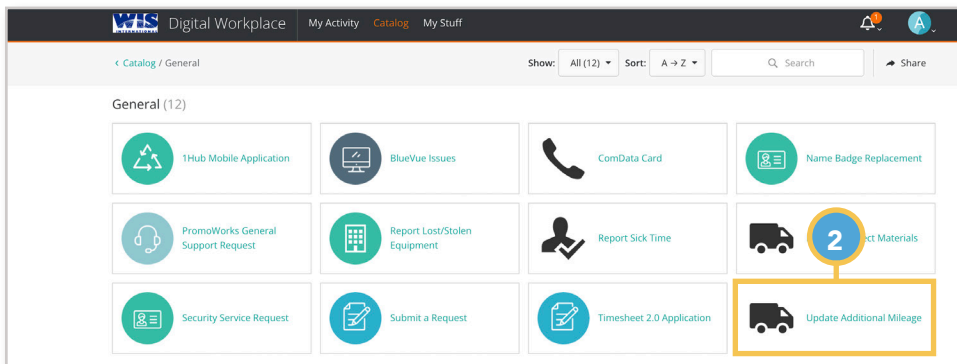 WIS INTERNATIONAL Digital Workplace My Activity Catalog My Stuff 1 A
‹ Catalog / General Show: All (12) Sort: A → Z Search Share
General (12)
1Hub Mobile Application
BlueVue Issues
ComData Card
Name Badge Replacement
PromoWorks General
Support Request
Report Lost/Stolen
Equipment
Report Sick Time
2 ct Materials
Security Service Request
Submit a Request
Timesheet 2.0 Application
Update Additional Mileage